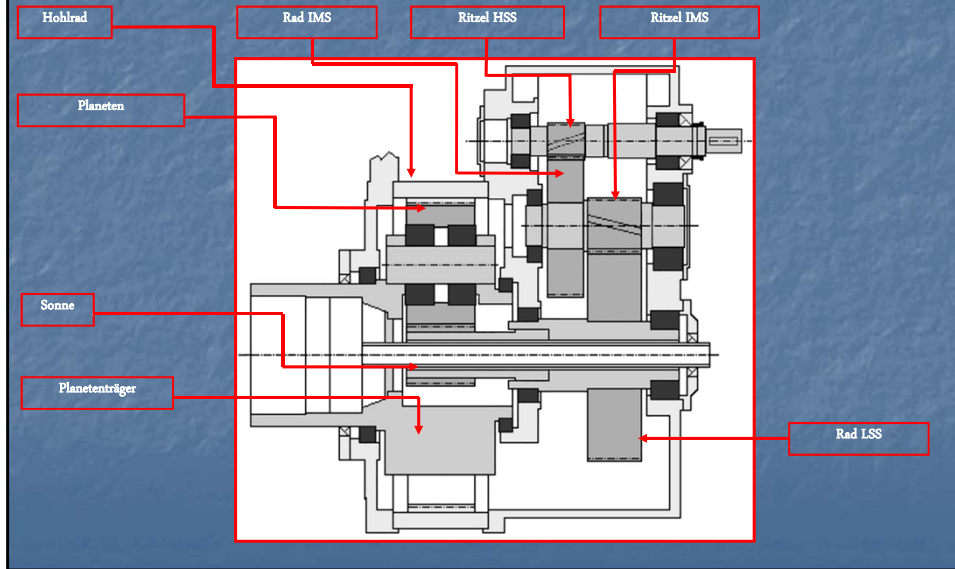 Hohlrad
Rad IMS
Ritzel HSS
Ritzel IMS
Planeten
Sonne
Planetenträger
Rad LSS